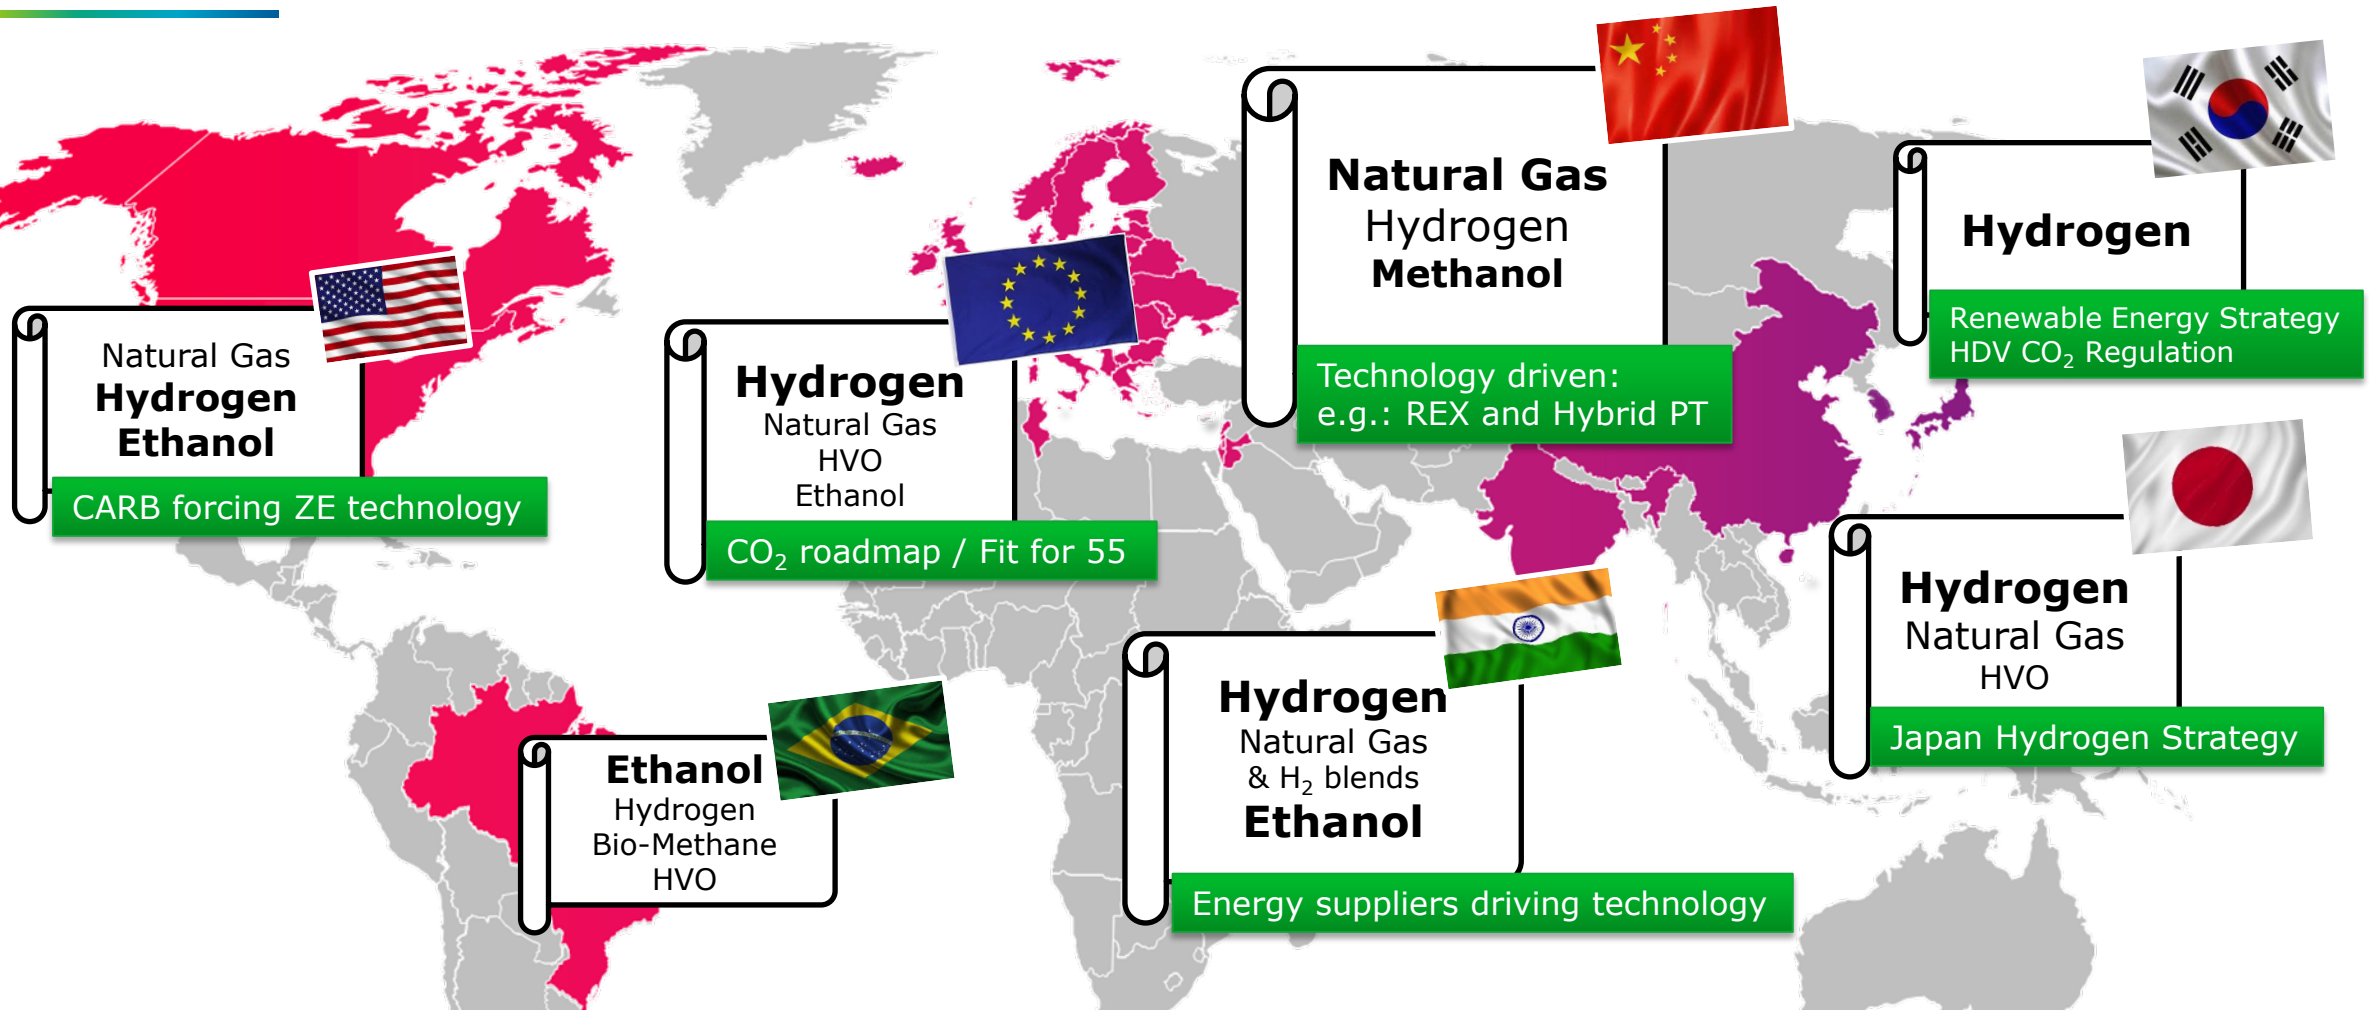 Natural Gas
Hydrogen
Ethanol
CARB forcing ZE technology
Hydrogen
Natural Gas
HVO
Ethanol
CO₂ roadmap / Fit for 55
Natural Gas
Hydrogen
Methanol
Technology driven:
e.g.: REX and Hybrid PT
Hydrogen
Renewable Energy Strategy
HDV CO₂ Regulation
Ethanol
Hydrogen
Bio-Methane
HVO
Hydrogen
Natural Gas
& H₂ blends
Ethanol
Energy suppliers driving technology
Hydrogen
Natural Gas
HVO
Japan Hydrogen Strategy